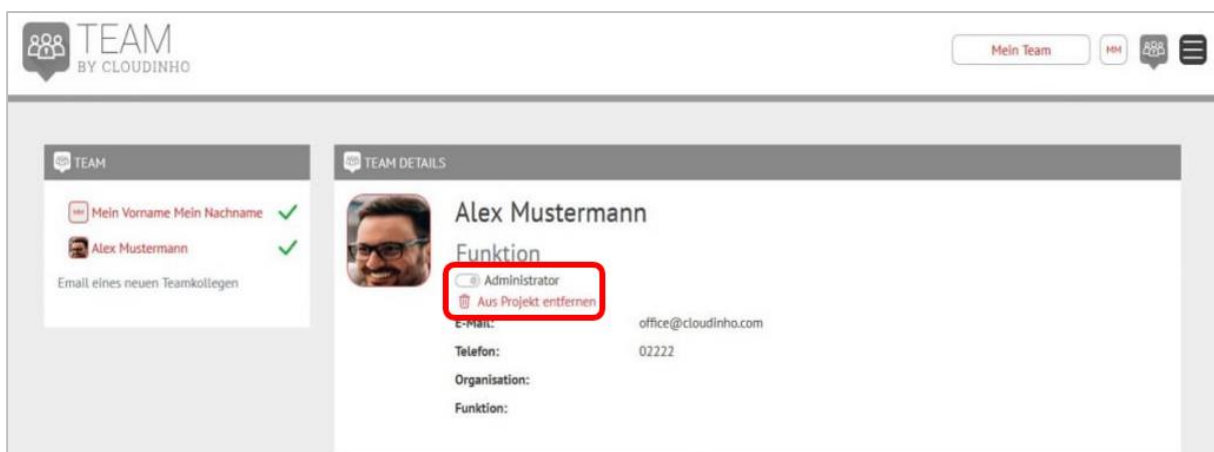 TEAM
BY CLOUDINHO
Mein Team
MM
TEAM
MM Mein Vorname Mein Nachname
Alex Mustermann
Email eines neuen Teamkollegen
TEAM DETAILS
Alex Mustermann
Funktion
Administrator
Aus Projekt entfernen
E-Mail: office@cloudinho.com
Telefon: 02222
Organisation:
Funktion: